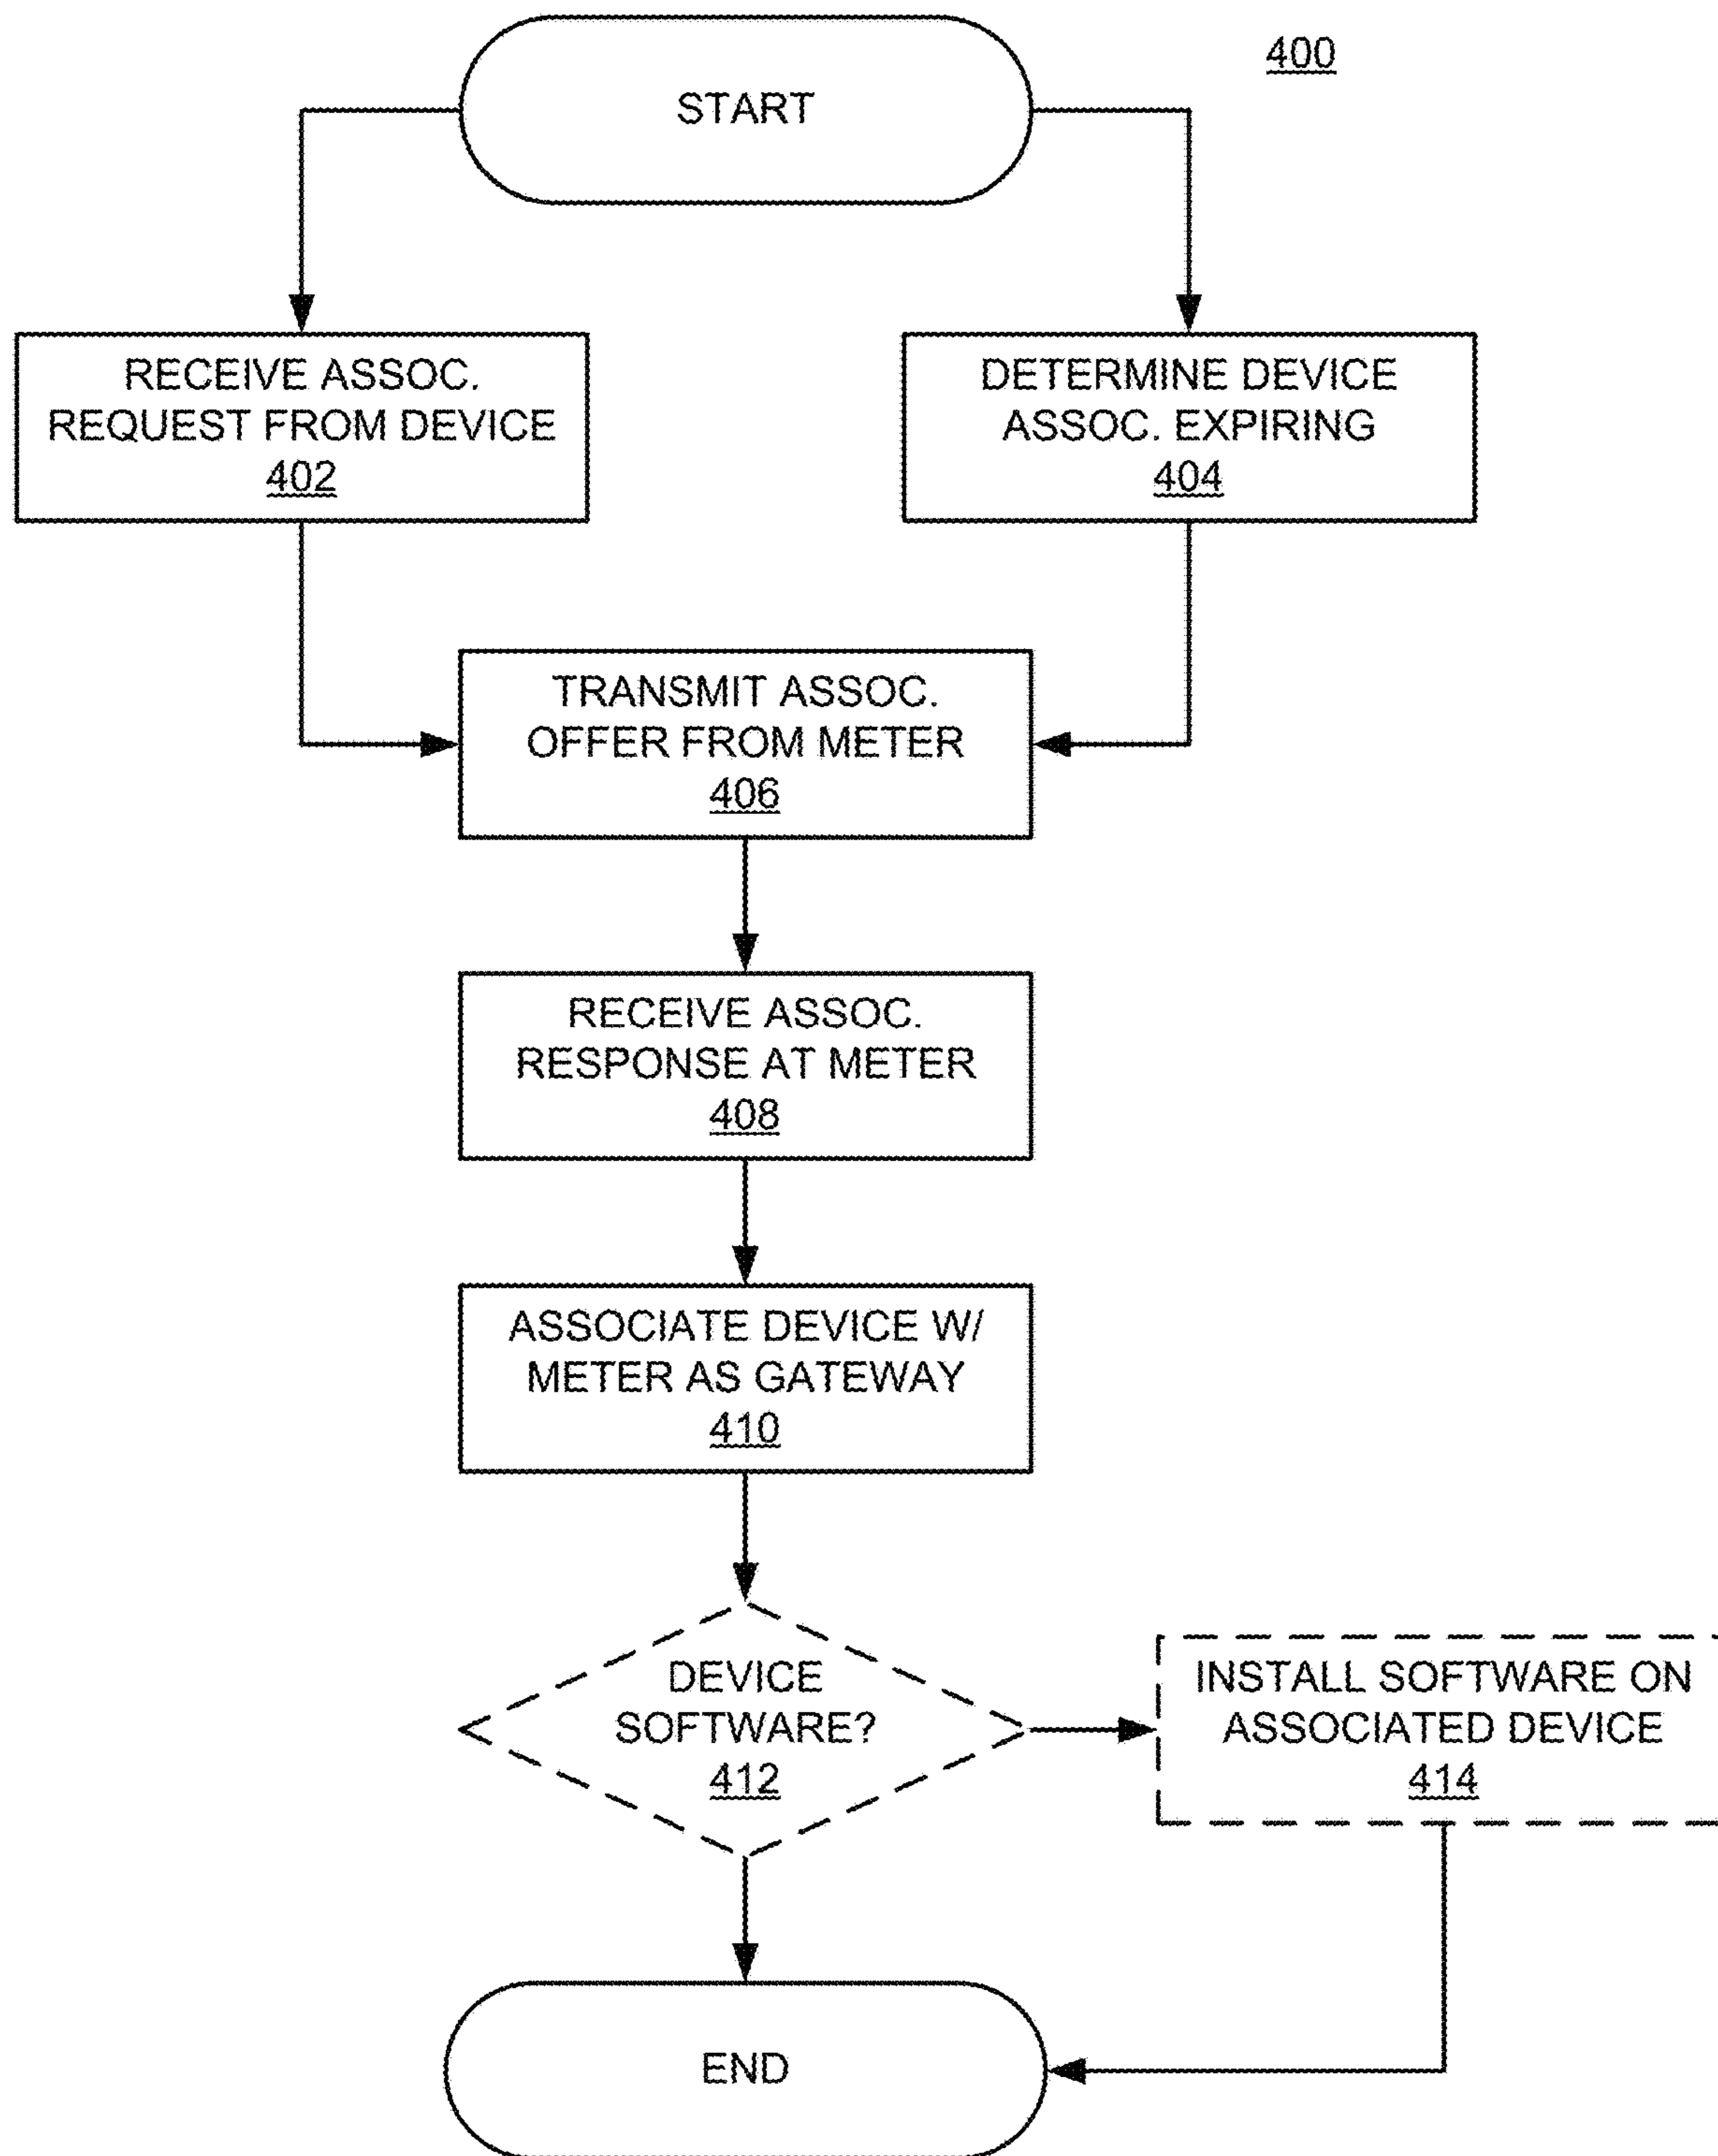 400
START
RECEIVE ASSOC.
REQUEST FROM DEVICE
402
DETERMINE DEVICE
ASSOC. EXPIRING
404
TRANSMIT ASSOC.
OFFER FROM METER
406
RECEIVE ASSOC.
RESPONSE AT METER
408
ASSOCIATE DEVICE W/
METER AS GATEWAY
410
DEVICE
SOFTWARE?
412
INSTALL SOFTWARE ON
ASSOCIATED DEVICE
414
END